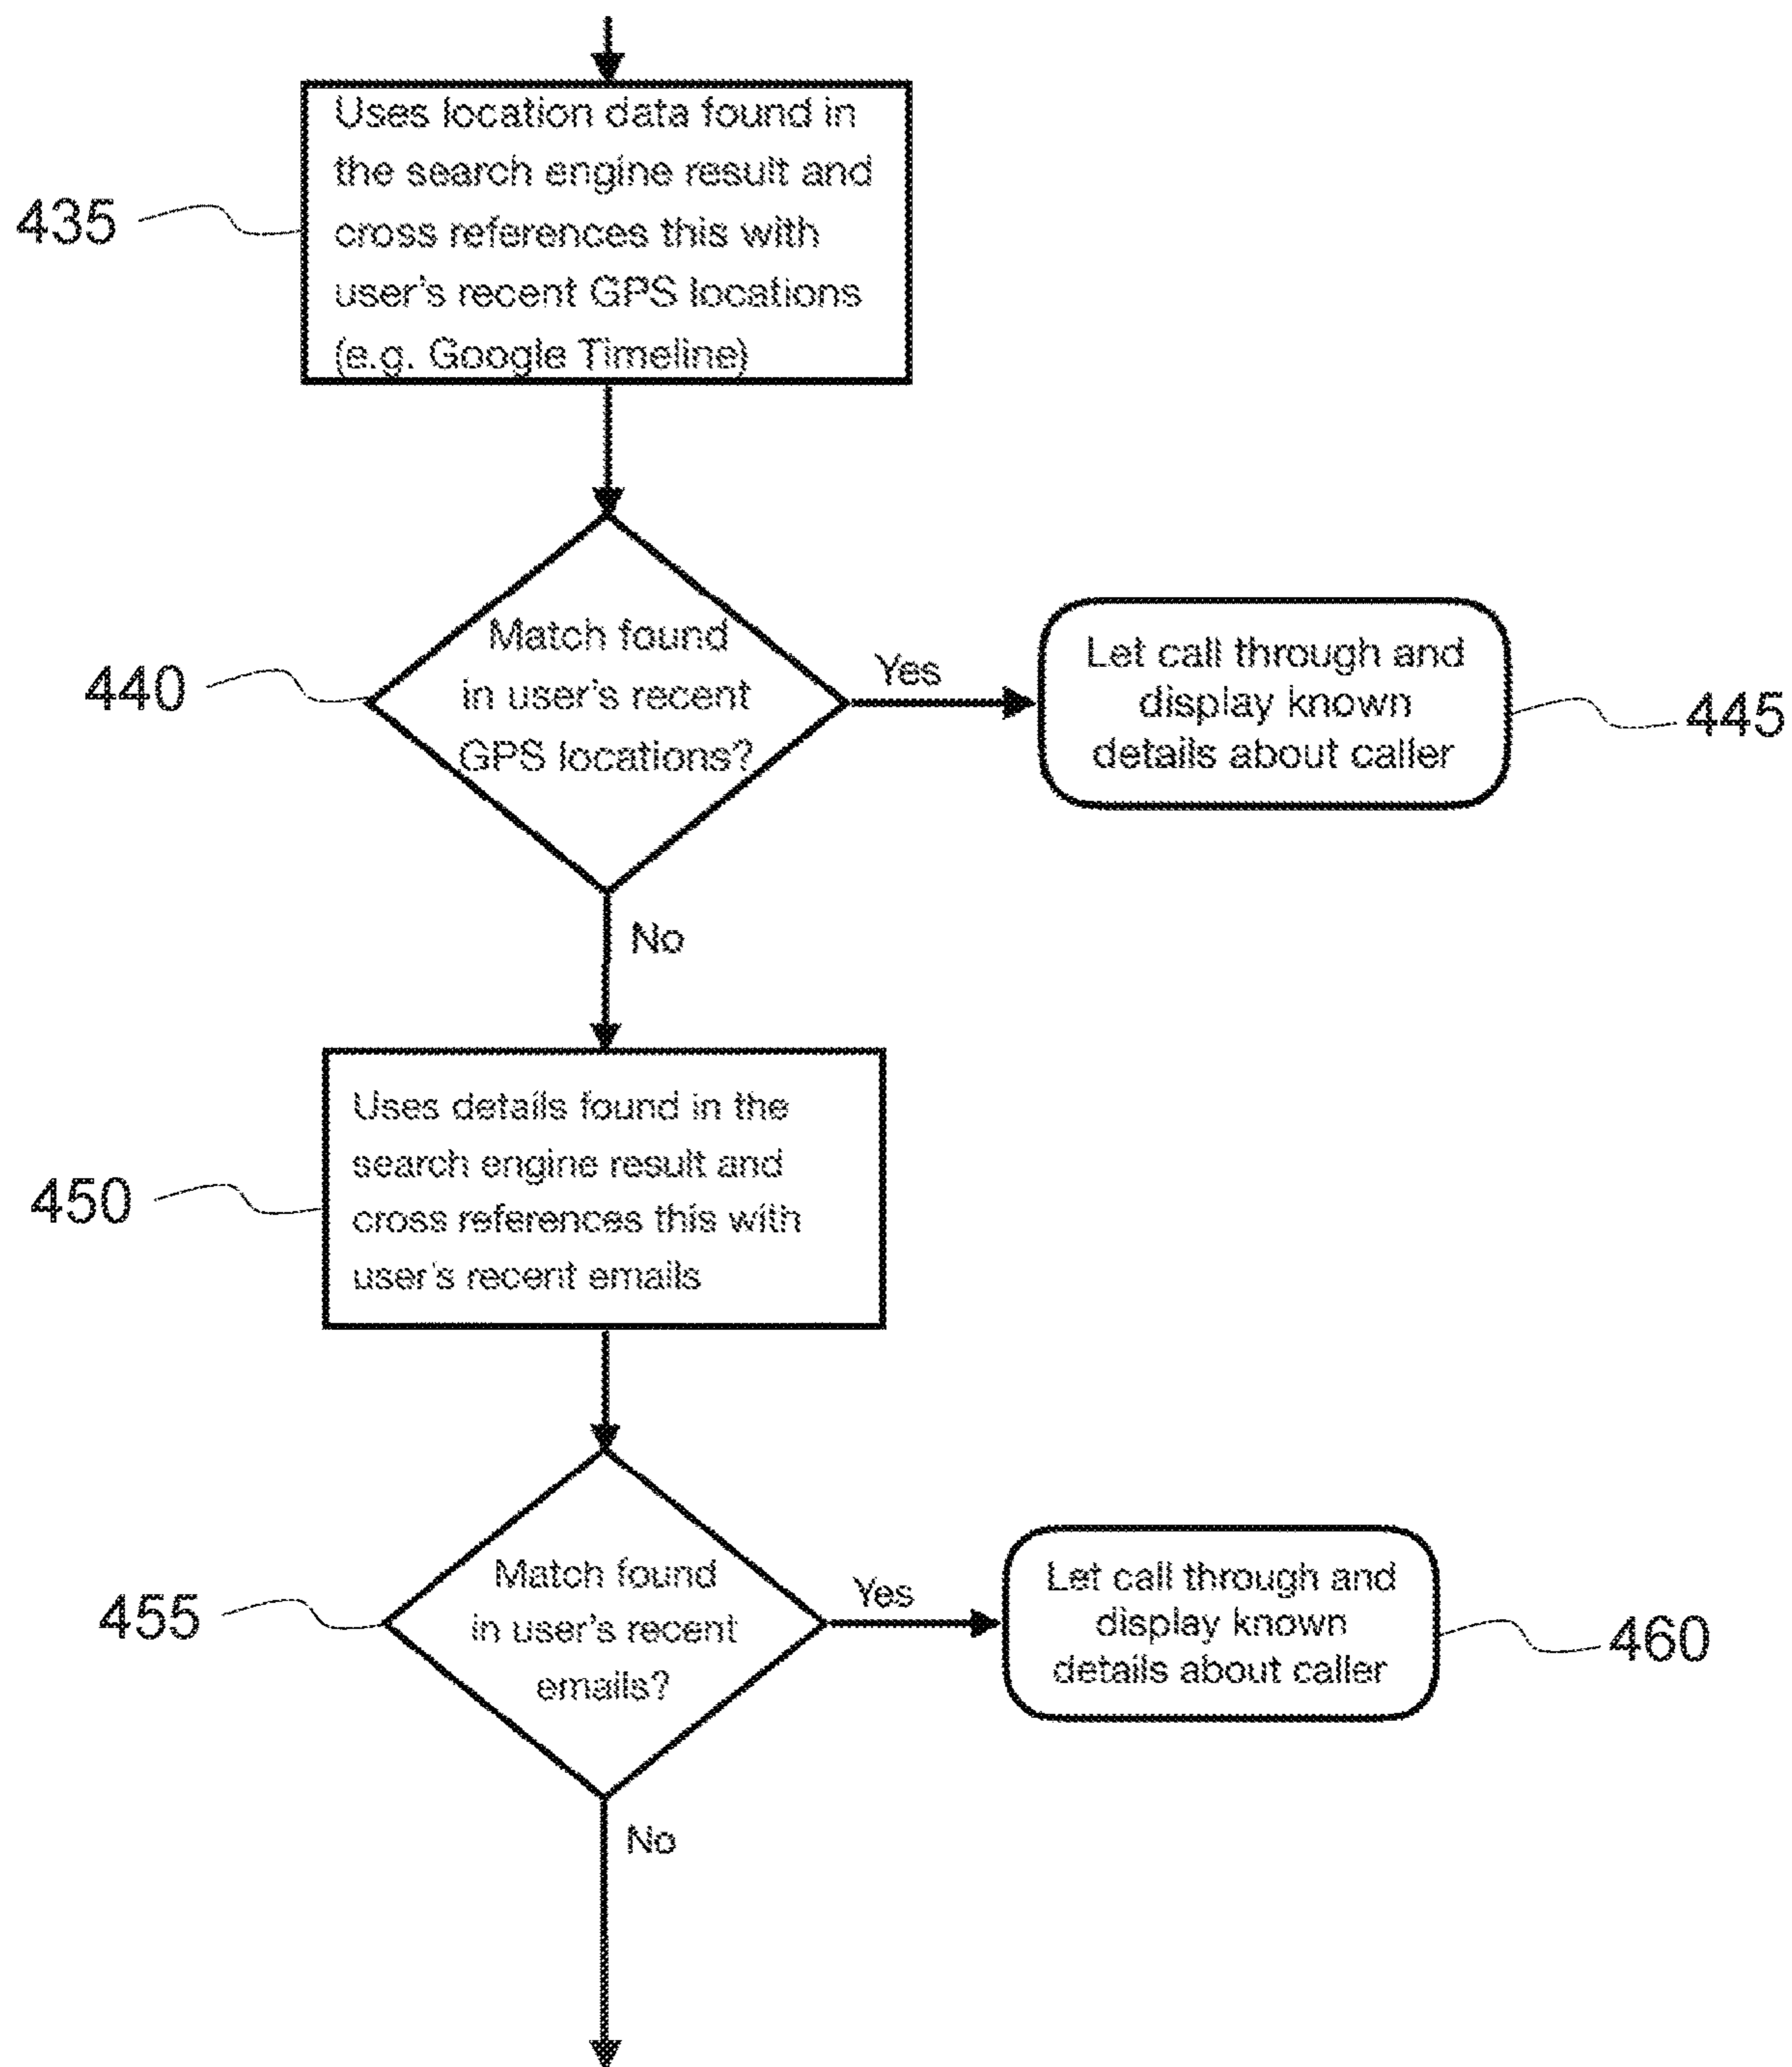 Uses location data found in
the search engine result and
cross references this with
user's recent GPS locations
(e.g. Google Timeline)
435
Match found
in user's recent
GPS locations?
440
Yes
Let call through and
display known
details about caller
445
No
Uses details found in the
search engine result and
cross references this with
user's recent emails
450
Match found
in user's recent
emails?
455
Yes
Let call through and
display known
details about caller
460
No